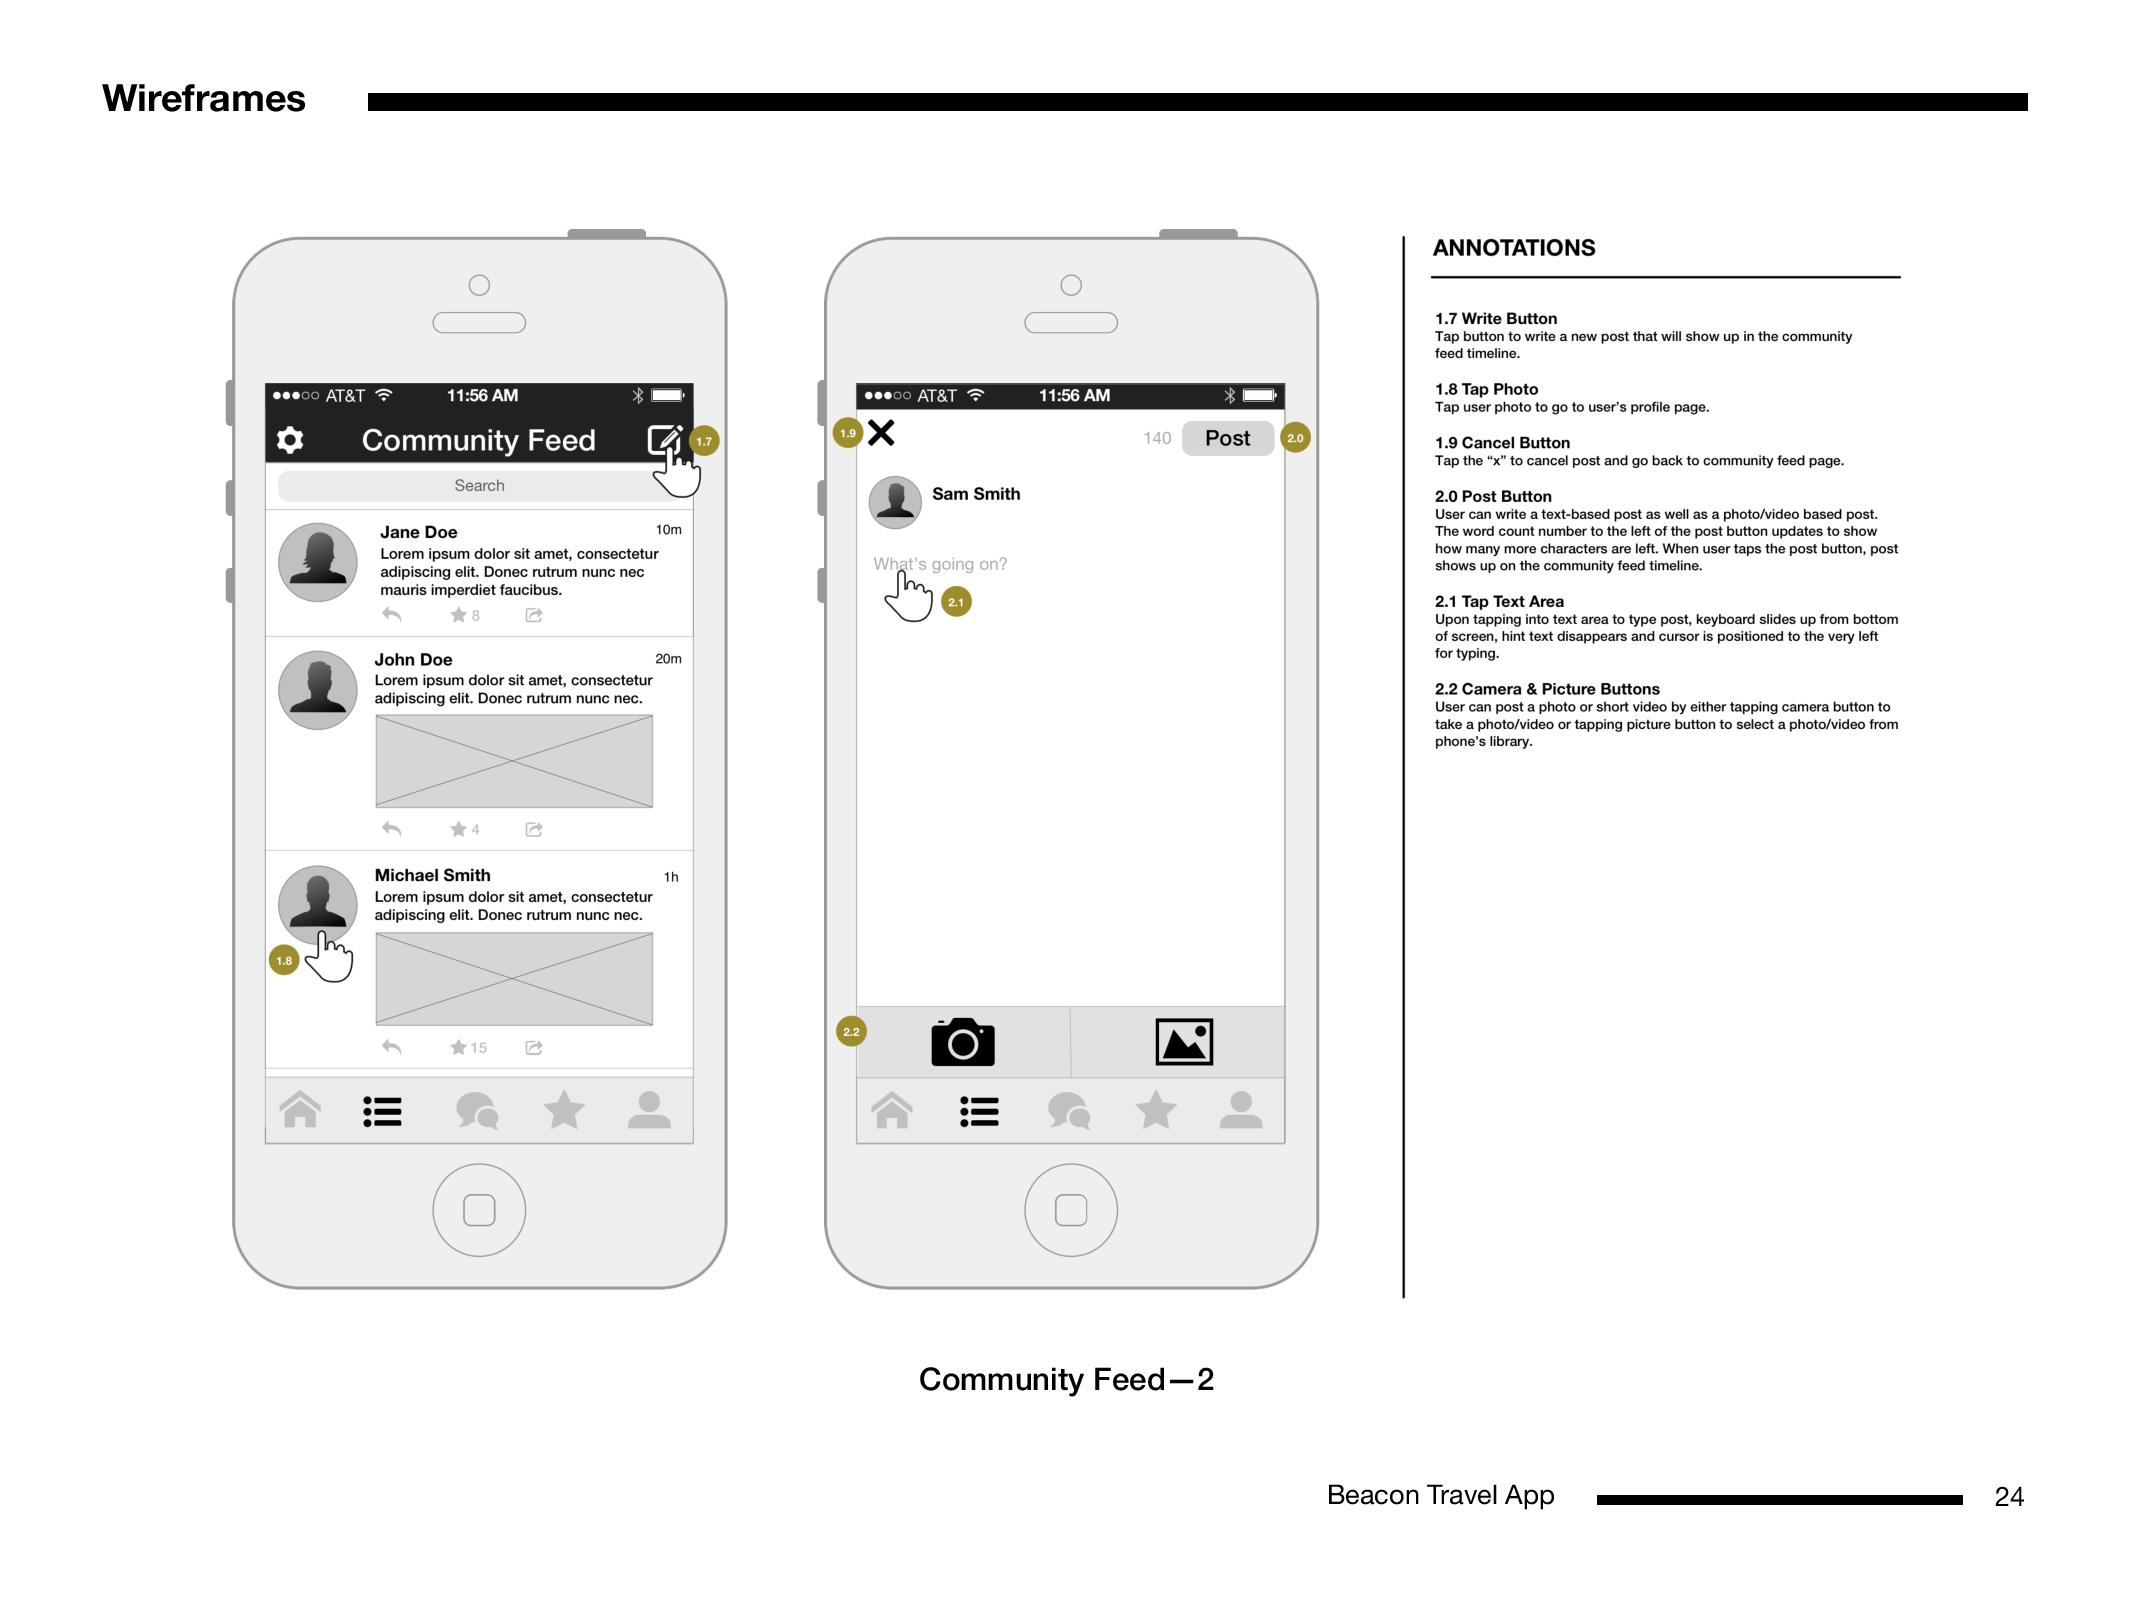 Wireframes
AT&T 11:56 AM
Community Feed
1.7
Search
Jane Doe 10m
Lorem ipsum dolor sit amet, consectetur
adipiscing elit. Donec rutrum nunc nec
mauris imperdiet faucibus.
8
John Doe 20m
Lorem ipsum dolor sit amet, consectetur
adipiscing elit. Donec rutrum nunc nec.
4
Michael Smith 1h
Lorem ipsum dolor sit amet, consectetur
adipiscing elit. Donec rutrum nunc nec.
1.8
15
AT&T 11:56 AM
1.9
140 Post 2.0
Sam Smith
What's going on?
2.1
2.2
ANNOTATIONS
1.7 Write Button
Tap button to write a new post that will show up in the community
feed timeline.
1.8 Tap Photo
Tap user photo to go to user's profile page.
1.9 Cancel Button
Tap the “x” to cancel post and go back to community feed page.
2.0 Post Button
User can write a text-based post as well as a photo/video based post.
The word count number to the left of the post button updates to show
how many more characters are left. When user taps the post button, post
shows up on the community feed timeline.
2.1 Tap Text Area
Upon tapping into text area to type post, keyboard slides up from bottom
of screen, hint text disappears and cursor is positioned to the very left
for typing.
2.2 Camera & Picture Buttons
User can post a photo or short video by either tapping camera button to
take a photo/video or tapping picture button to select a photo/video from
phone's library.
Community Feed—2
Beacon Travel App 24